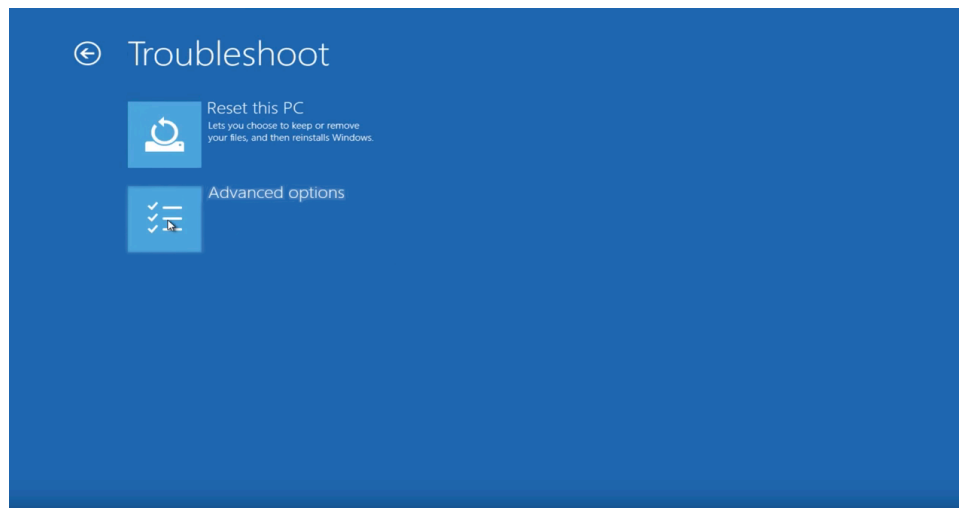 Troubleshoot
Reset this PC
Lets you choose to keep or remove
your files, and then reinstalls Windows.
Advanced options